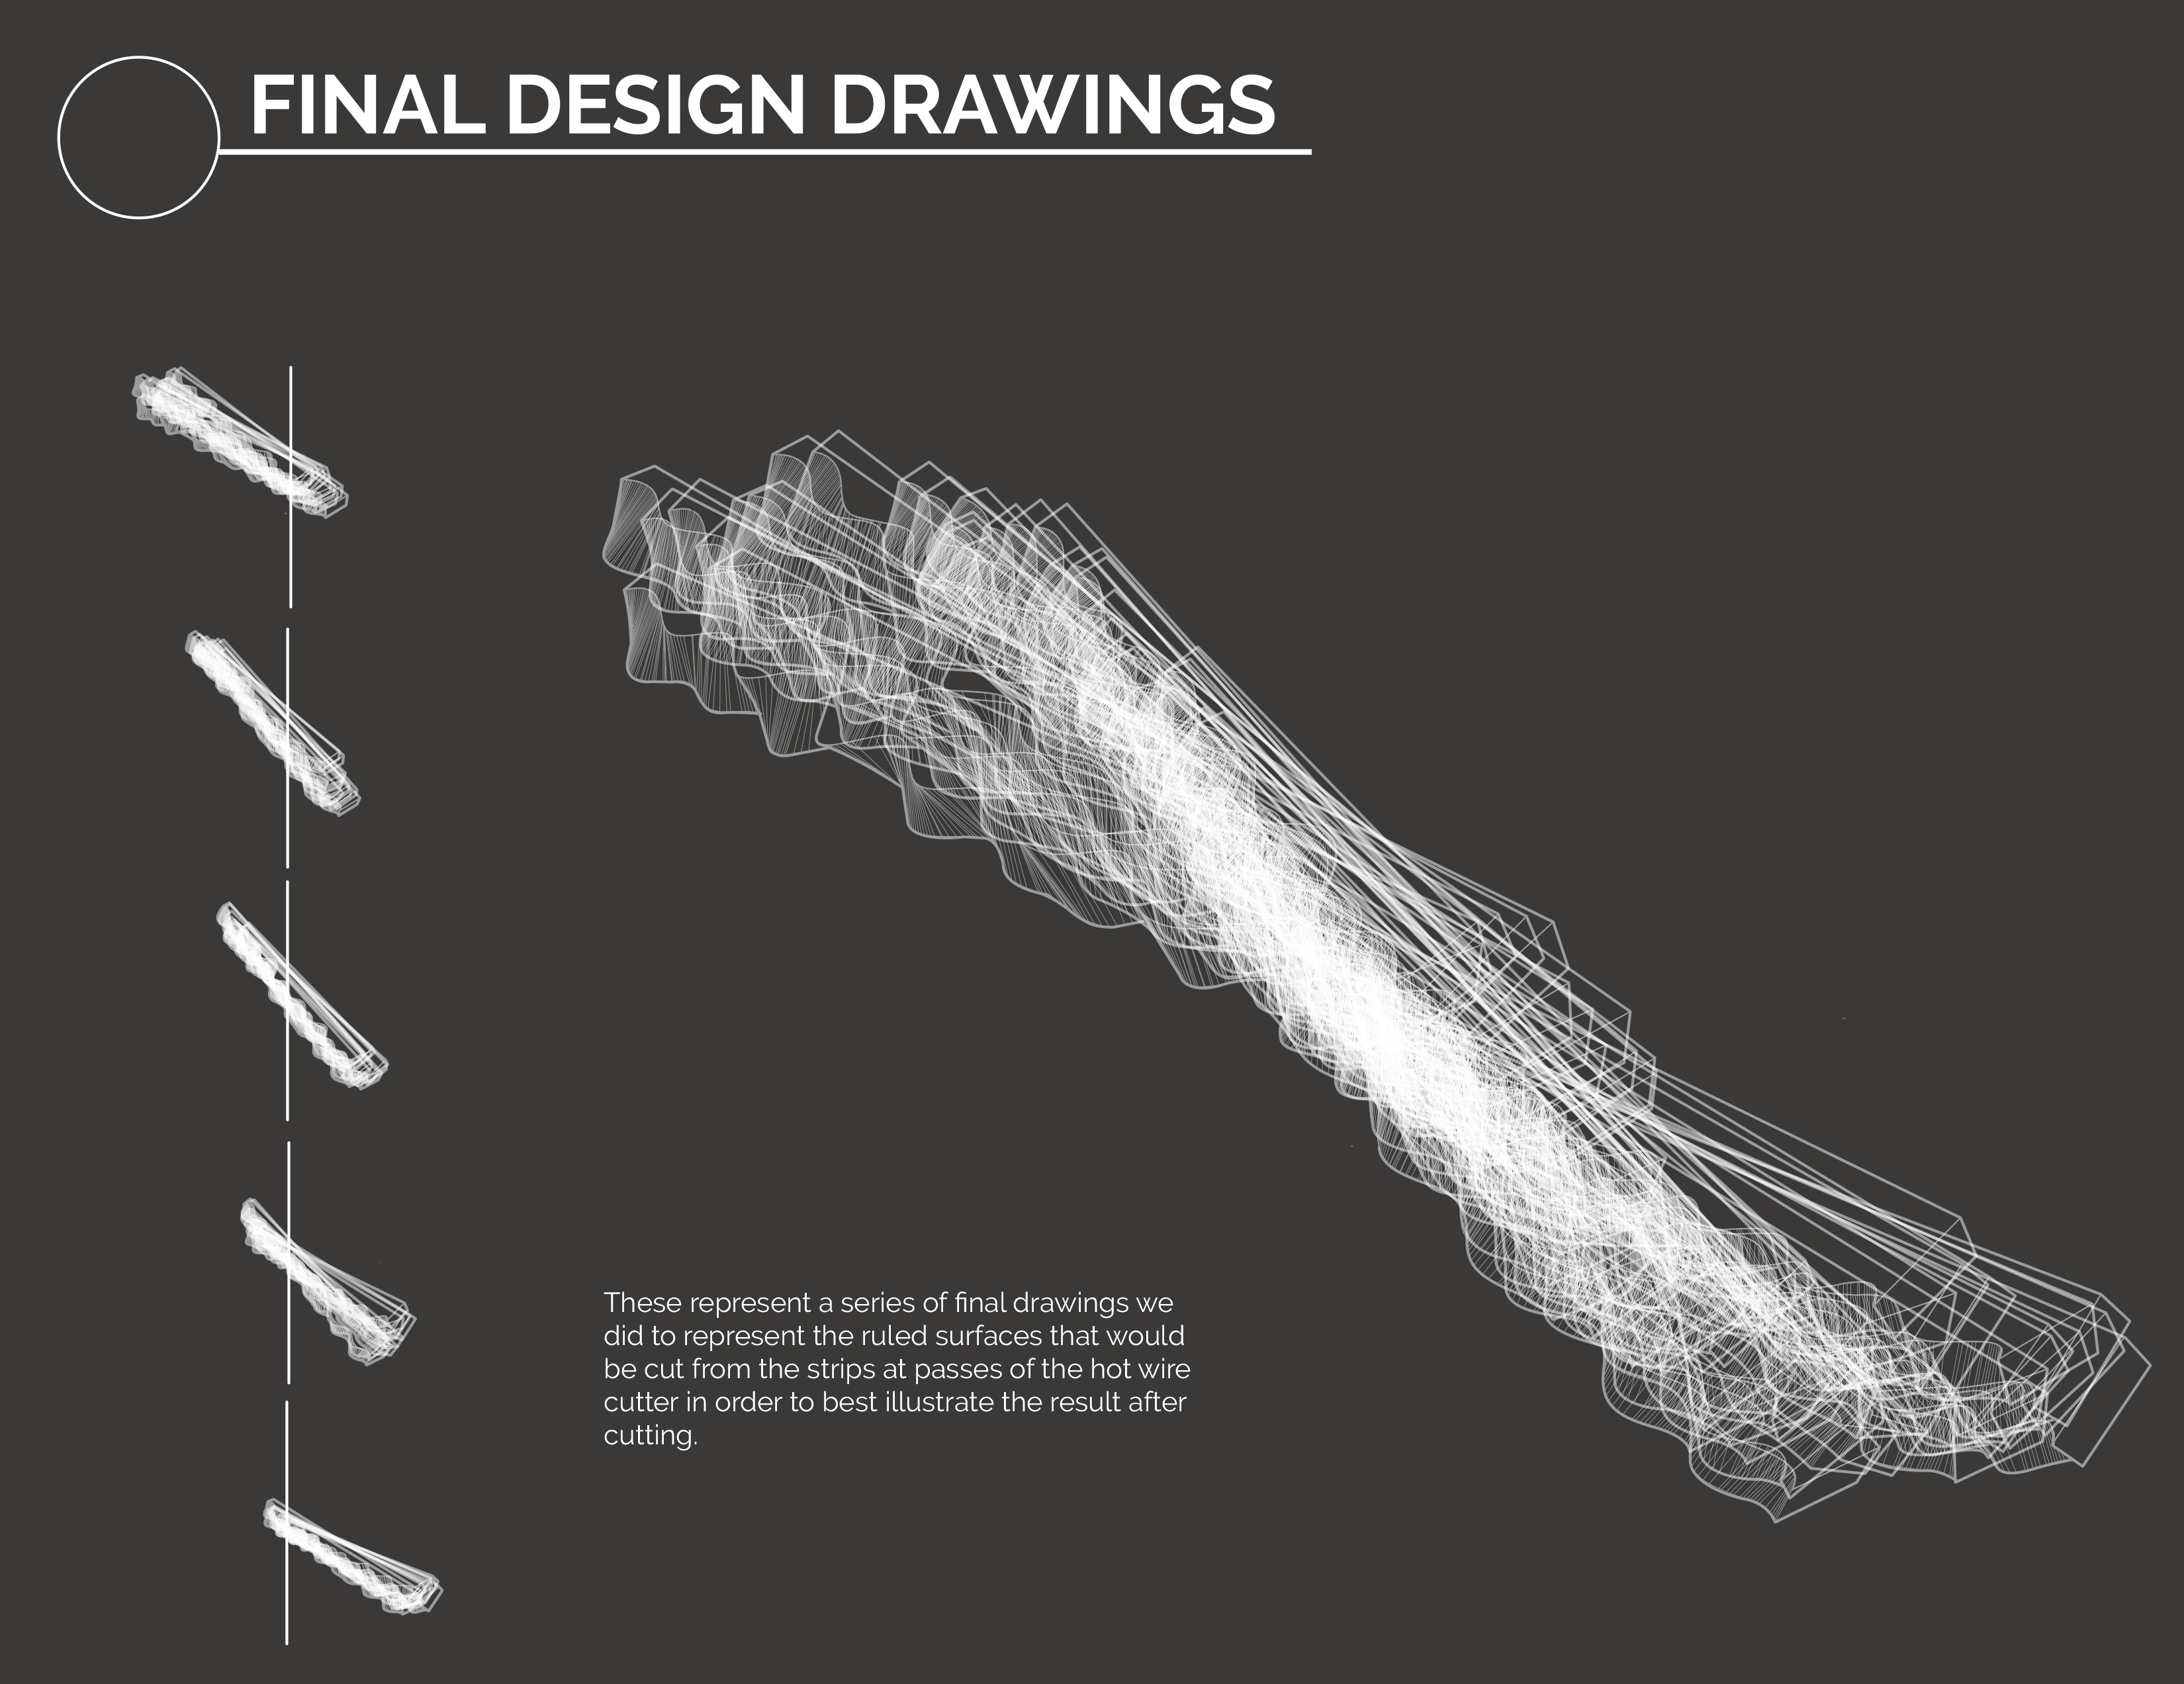 FINAL DESIGN DRAWINGS
These represent a series of final drawings we
did to represent the ruled surfaces that would
be cut from the strips at passes of the hot wire
cutter in order to best illustrate the result after
cutting.